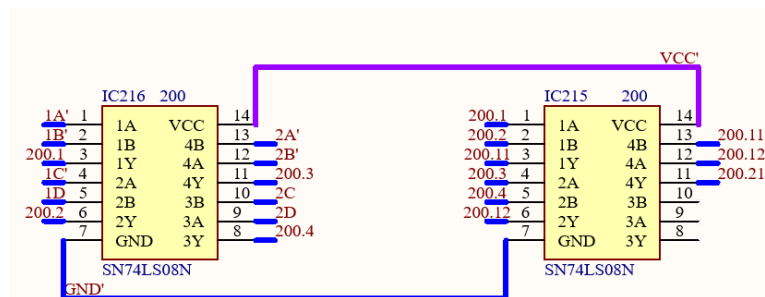 VCC'
IC216 200
IC215 200
1A' 1 1A VCC 14
1B' 2 1B 4B 13 2A'
200.1 3 1Y 4A 12 2B'
1C' 4 2A 4Y 11 200.3
1D 5 2B 3B 10 2C
200.2 6 2Y 3A 9 2D
7 GND 3Y 8 200.4
SN74LS08N
200.1 1 1A VCC 14
200.2 2 1B 4B 13 200.11
200.11 3 1Y 4A 12 200.12
200.3 4 2A 4Y 11 200.21
200.4 5 2B 3B 10
200.12 6 2Y 3A 9
7 GND 3Y 8
SN74LS08N
GND'